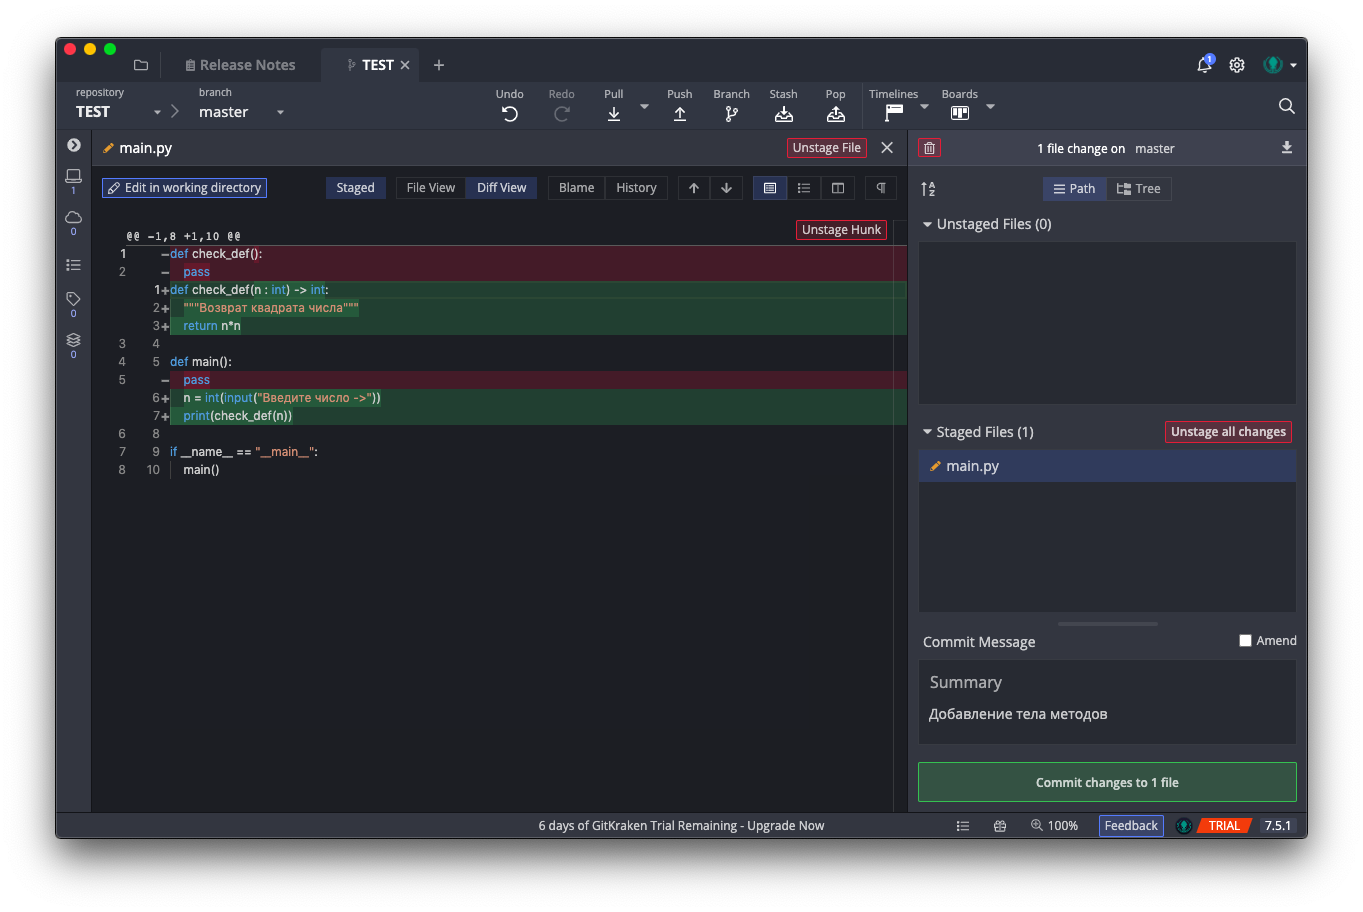 Release Notes
TEST
1
repository
TEST
branch
master
Undo
Redo
Pull
Push
Branch
Stash
Pop
Timelines
Boards
main.py
Unstage File
1 file change on master
1
0
0
0
Edit in working directory
Staged
File View
Diff View
Blame
History
¶
A
Z
Path
Tree
Unstaged Files (0)
Unstage Hunk
@@ -1,8 +1,10 @@
1 −def check_def():
2 − pass
1+def check_def(n : int) -> int:
2+ """Возврат квадрата числа"""
3+ return n*n
3 4
4 5 def main():
5 − pass
6+ n = int(input("Введите число ->"))
7+ print(check_def(n))
6 8
7 9 if __name__ == "__main__":
8 10 main()
Staged Files (1)
Unstage all changes
main.py
Commit Message
Amend
Summary
Добавление тела методов
Commit changes to 1 file
6 days of GitKraken Trial Remaining - Upgrade Now
100%
Feedback
TRIAL
7.5.1